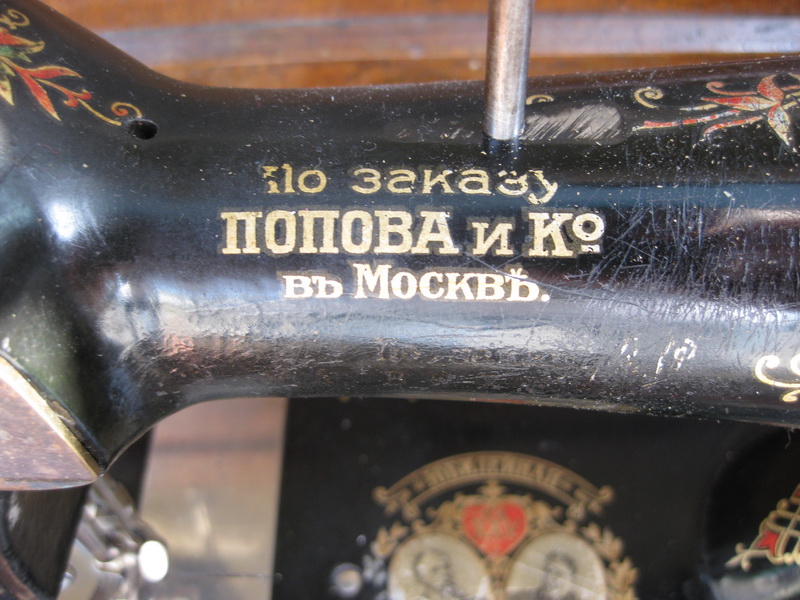 По заказу
ПОПОВА и Ко
въ Москвѣ.